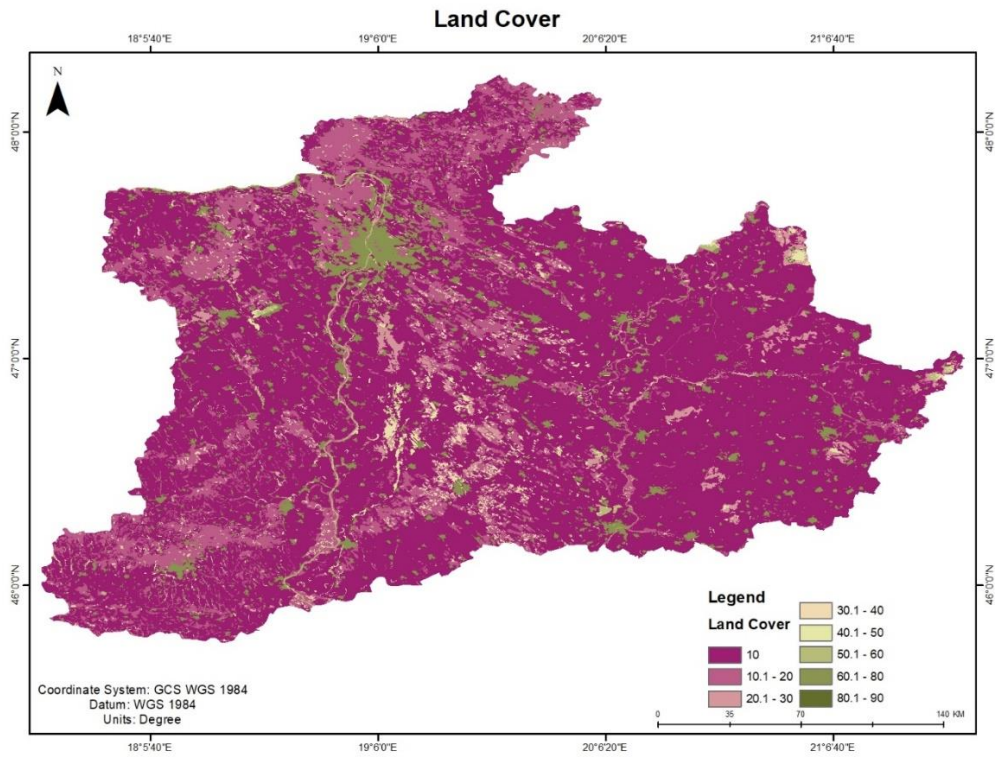 Land Cover
18°5'40"E 19°6'0"E 20°6'20"E 21°6'40"E
N
48°0'0"N 48°0'0"N
47°0'0"N 47°0'0"N
46°0'0"N 46°0'0"N
Legend
Land Cover
10
10.1 - 20
20.1 - 30
30.1 - 40
40.1 - 50
50.1 - 60
60.1 - 80
80.1 - 90
Coordinate System: GCS WGS 1984
Datum: WGS 1984
Units: Degree
0 35 70 140 KM
18°5'40"E 19°6'0"E 20°6'20"E 21°6'40"E